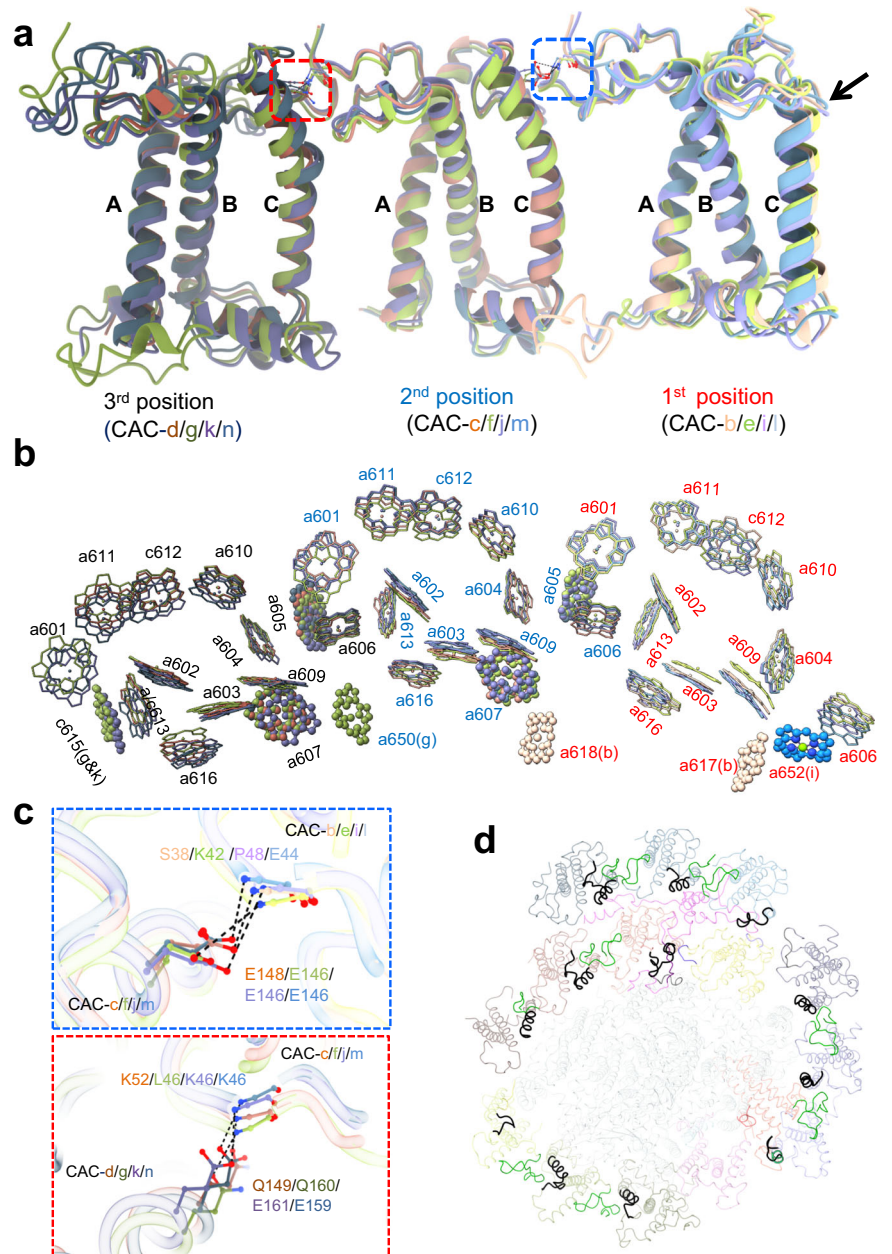 a
A
B
C
A
B
C
A
B
C
3rd position
(CAC-d/g/k/n)
2nd position
(CAC-c/f/j/m)
1st position
(CAC-b/e/i/l)
b
a611
c612
a610
a601
a605
a604
a602
a606
a601
a/c613
a603
a609
c615(g&k)
a616
a607
a611
c612
a601
a610
a602
a604
a605
a613
a603
a609
a616
a606
a607
a650(g)
a611
a601
c612
a610
a602
a613
a609
a604
a616
a603
a606
a618(b)
a617(b)
a652(i)
c
CAC-b/e/i/l
S38/K42 /P48/E44
E148/E146/
E146/E146
CAC-c/f/j/m
CAC-c/f/j/m
K52/L46/K46/K46
CAC-d/g/k/n
Q149/Q160/
E161/E159
d